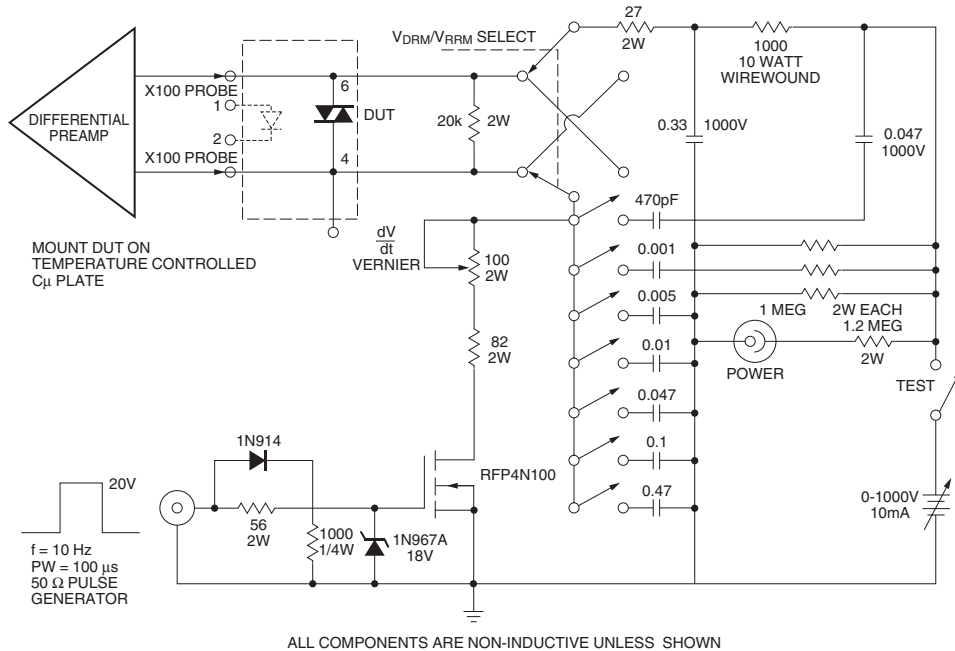 27
2W
VDRM/VRRM SELECT
1000
10 WATT
WIREWOUND
X100 PROBE
6
DIFFERENTIAL
PREAMP
1
2
DUT
20k
2W
0.33
1000V
0.047
1000V
X100 PROBE
4
470pF
MOUNT DUT ON
TEMPERATURE CONTROLLED
Cµ PLATE
dV
dt
VERNIER
100
2W
0.001
0.005
1 MEG
2W EACH
1.2 MEG
2W
82
2W
0.01
POWER
TEST
0.047
1N914
RFP4N100
0.1
20V
0-1000V
10mA
0.47
56
2W
1000
1/4W
1N967A
18V
f = 10 Hz
PW = 100 µs
50 Ω PULSE
GENERATOR
ALL COMPONENTS ARE NON-INDUCTIVE UNLESS SHOWN